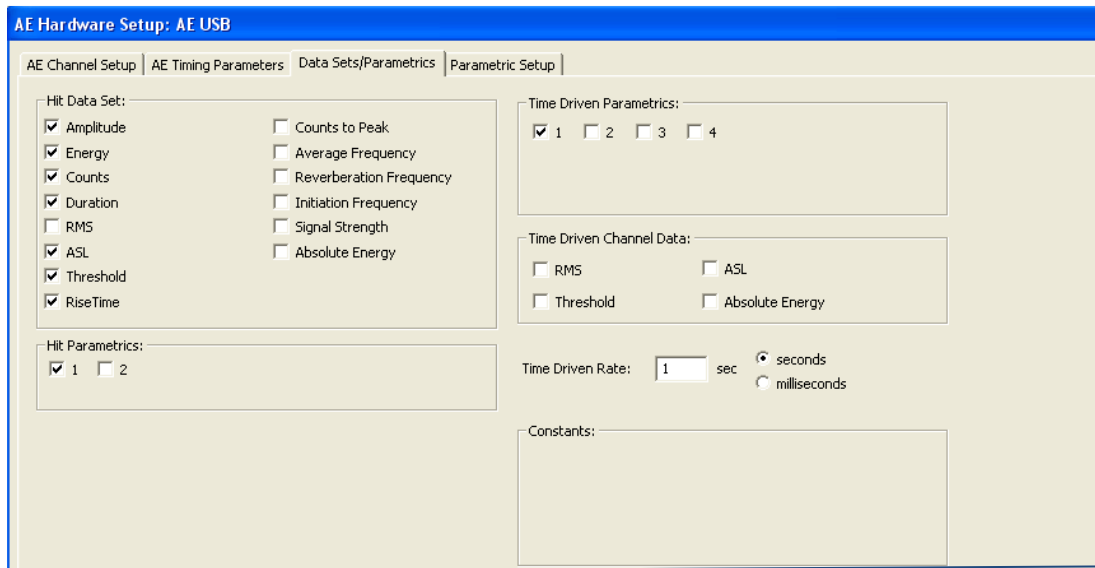 AE Hardware Setup: AE USB
AE Channel Setup
AE Timing Parameters
Data Sets/Parametrics
Parametric Setup
Hit Data Set:
Amplitude
Energy
Counts
Duration
RMS
ASL
Threshold
RiseTime
Counts to Peak
Average Frequency
Reverberation Frequency
Initiation Frequency
Signal Strength
Absolute Energy
Hit Parametrics:
1 2
Time Driven Parametrics:
1 2 3 4
Time Driven Channel Data:
RMS ASL
Threshold Absolute Energy
Time Driven Rate: 1 sec
seconds
milliseconds
Constants: